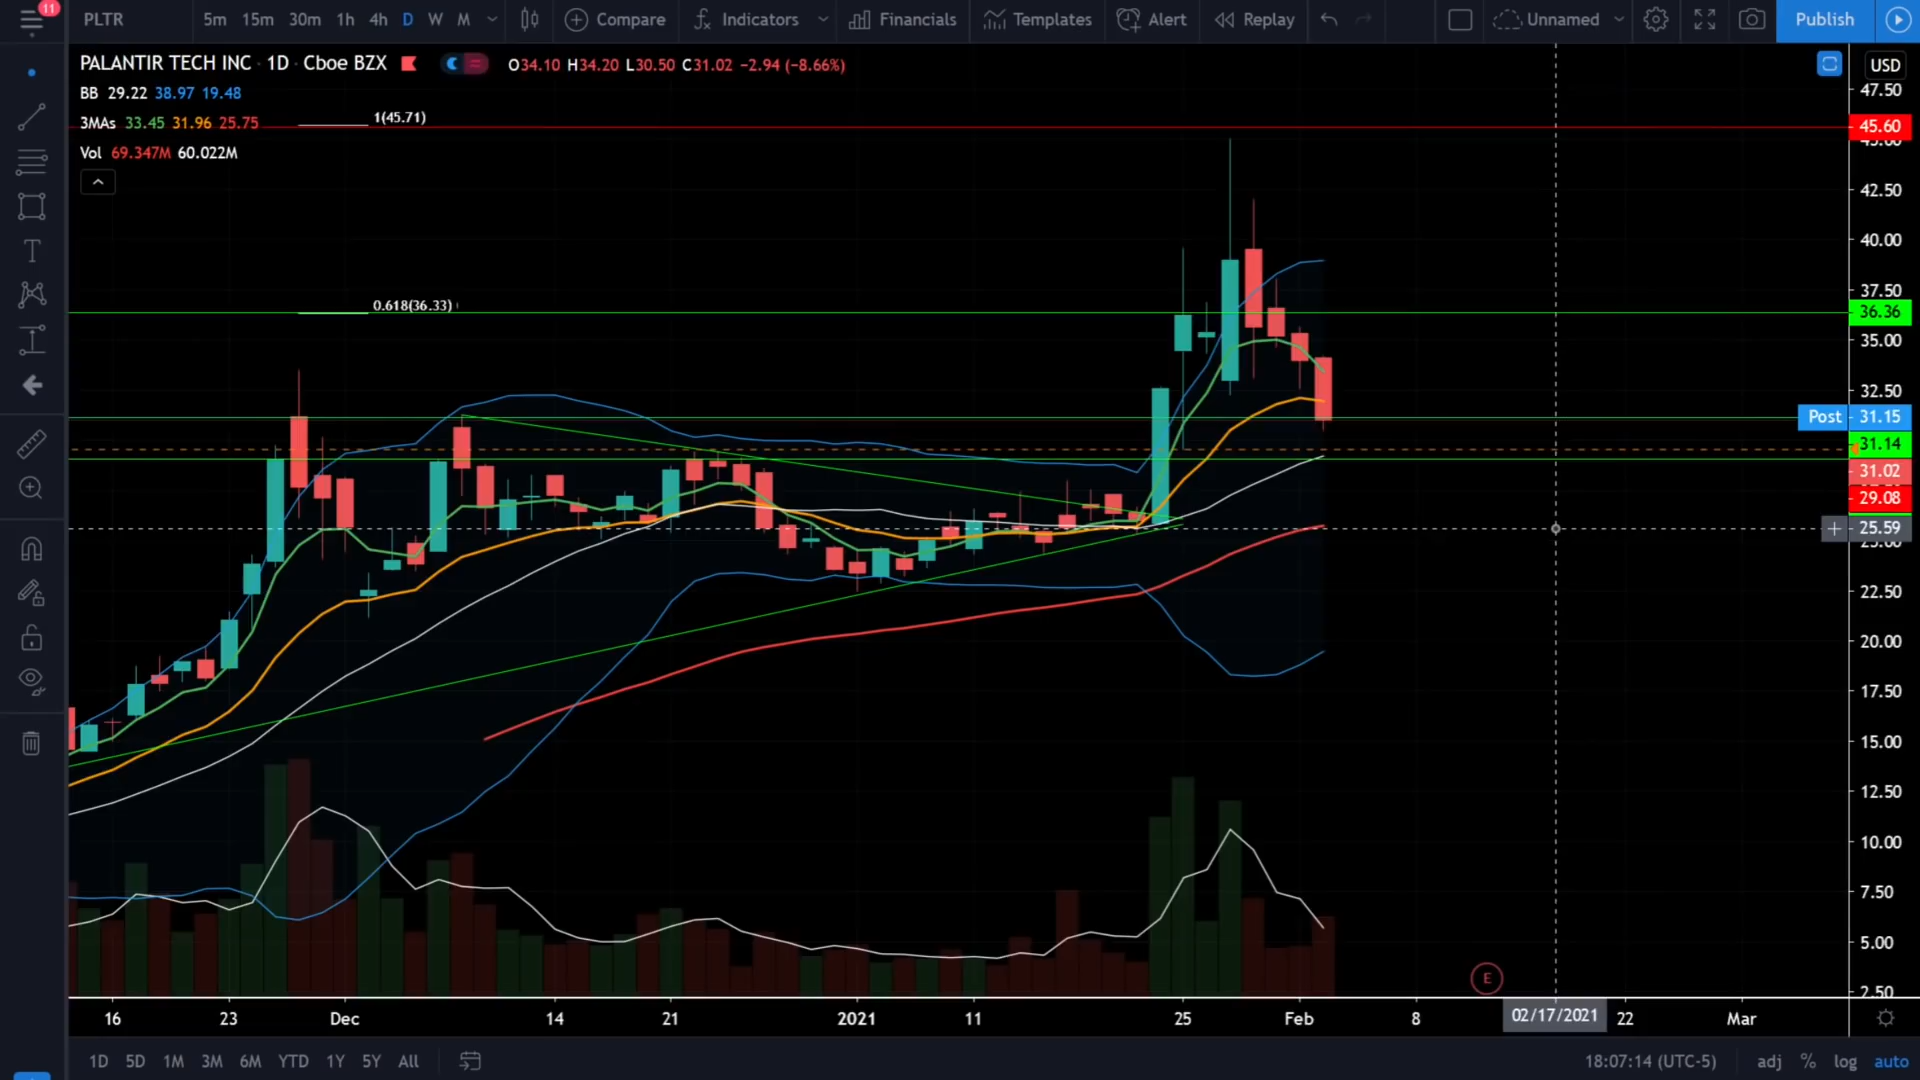 11
PLTR 5m 15m 30m 1h 4h D W M Compare Indicators Financials Templates Alert Replay Unnamed Publish
PALANTIR TECH INC · 1D · Cboe BZX O34.10 H34.20 L30.50 C31.02 −2.94 (−8.66%) USD
BB 29.22 38.97 19.48
3MAs 33.45 31.96 25.75
Vol 69.347M 60.022M
1(45.71)
0.618(36.33)
47.50
45.60
45.00
42.50
40.00
37.50
36.36
35.00
32.50
Post 31.15
31.14
31.02
29.08
25.59
25.00
22.50
20.00
17.50
15.00
12.50
10.00
7.50
5.00
2.50
E
16 23 Dec 14 21 2021 11 25 Feb 8 02/17/2021 22 Mar
1D 5D 1M 3M 6M YTD 1Y 5Y All 18:07:14 (UTC-5) adj % log auto